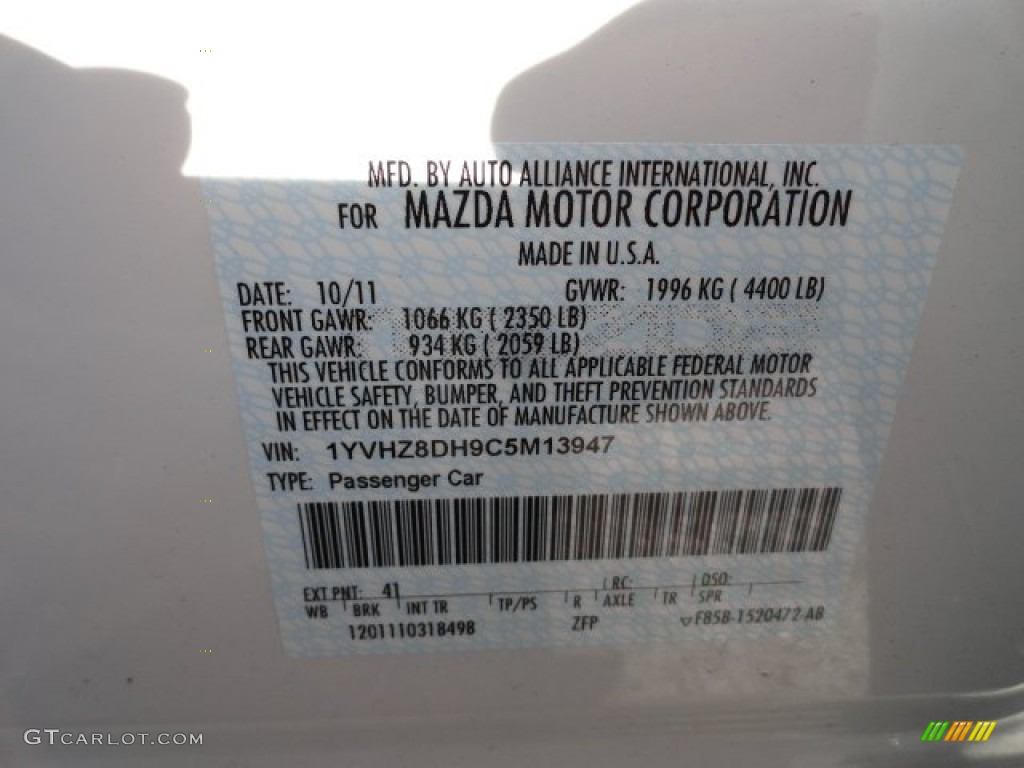 MFD. BY AUTO ALLIANCE INTERNATIONAL, INC.
FOR MAZDA MOTOR CORPORATION
MADE IN U.S.A.
DATE: 10/11 GVWR: 1996 KG ( 4400 LB)
FRONT GAWR: 1066 KG ( 2350 LB)
REAR GAWR: 934 KG ( 2059 LB)
THIS VEHICLE CONFORMS TO ALL APPLICABLE FEDERAL MOTOR
VEHICLE SAFETY, BUMPER, AND THEFT PREVENTION STANDARDS
IN EFFECT ON THE DATE OF MANUFACTURE SHOWN ABOVE.
VIN: 1YVHZ8DH9C5M13947
TYPE: Passenger Car
EXT PNT: 41 RC: DSO:
WB BRK INT TR TP/PS R AXLE TR SPR
1201110318498 ZFP F85B-1520472-AB
GTCARLOT.COM